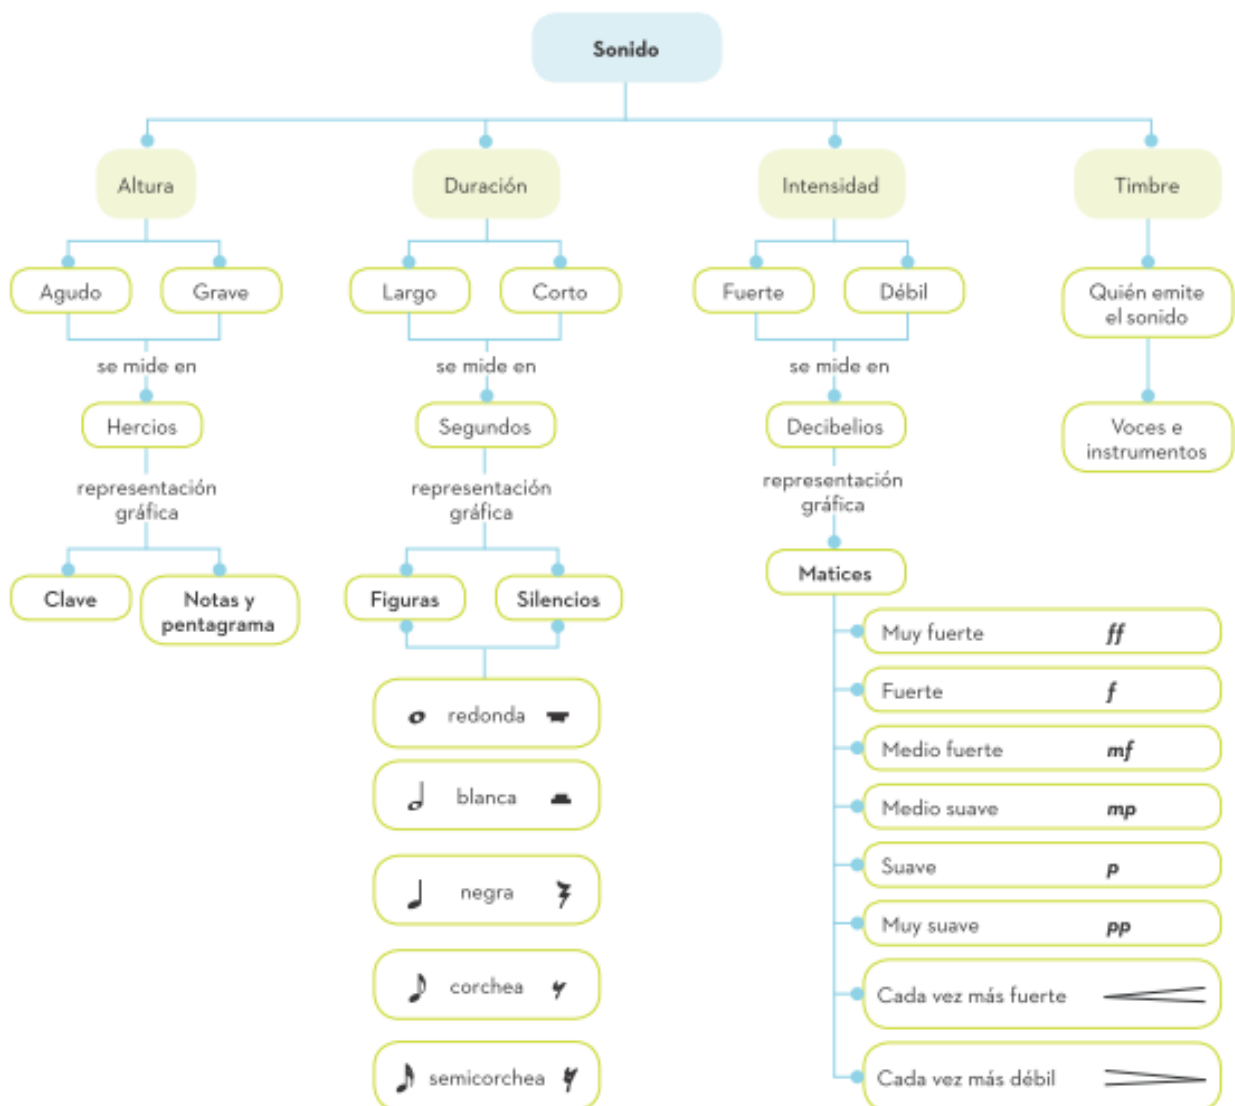 Sonido
Altura
Duración
Intensidad
Timbre
Agudo
Grave
Largo
Corto
Fuerte
Débil
Quién emite
el sonido
se mide en
se mide en
se mide en
Hercios
Segundos
Decibelios
Voces e
instrumentos
representación
gráfica
representación
gráfica
representación
gráfica
Clave
Notas y
pentagrama
Figuras
Silencios
Matices
redonda
blanca
negra
corchea
semicorchea
Muy fuerte ff
Fuerte f
Medio fuerte mf
Medio suave mp
Suave p
Muy suave pp
Cada vez más fuerte
Cada vez más débil